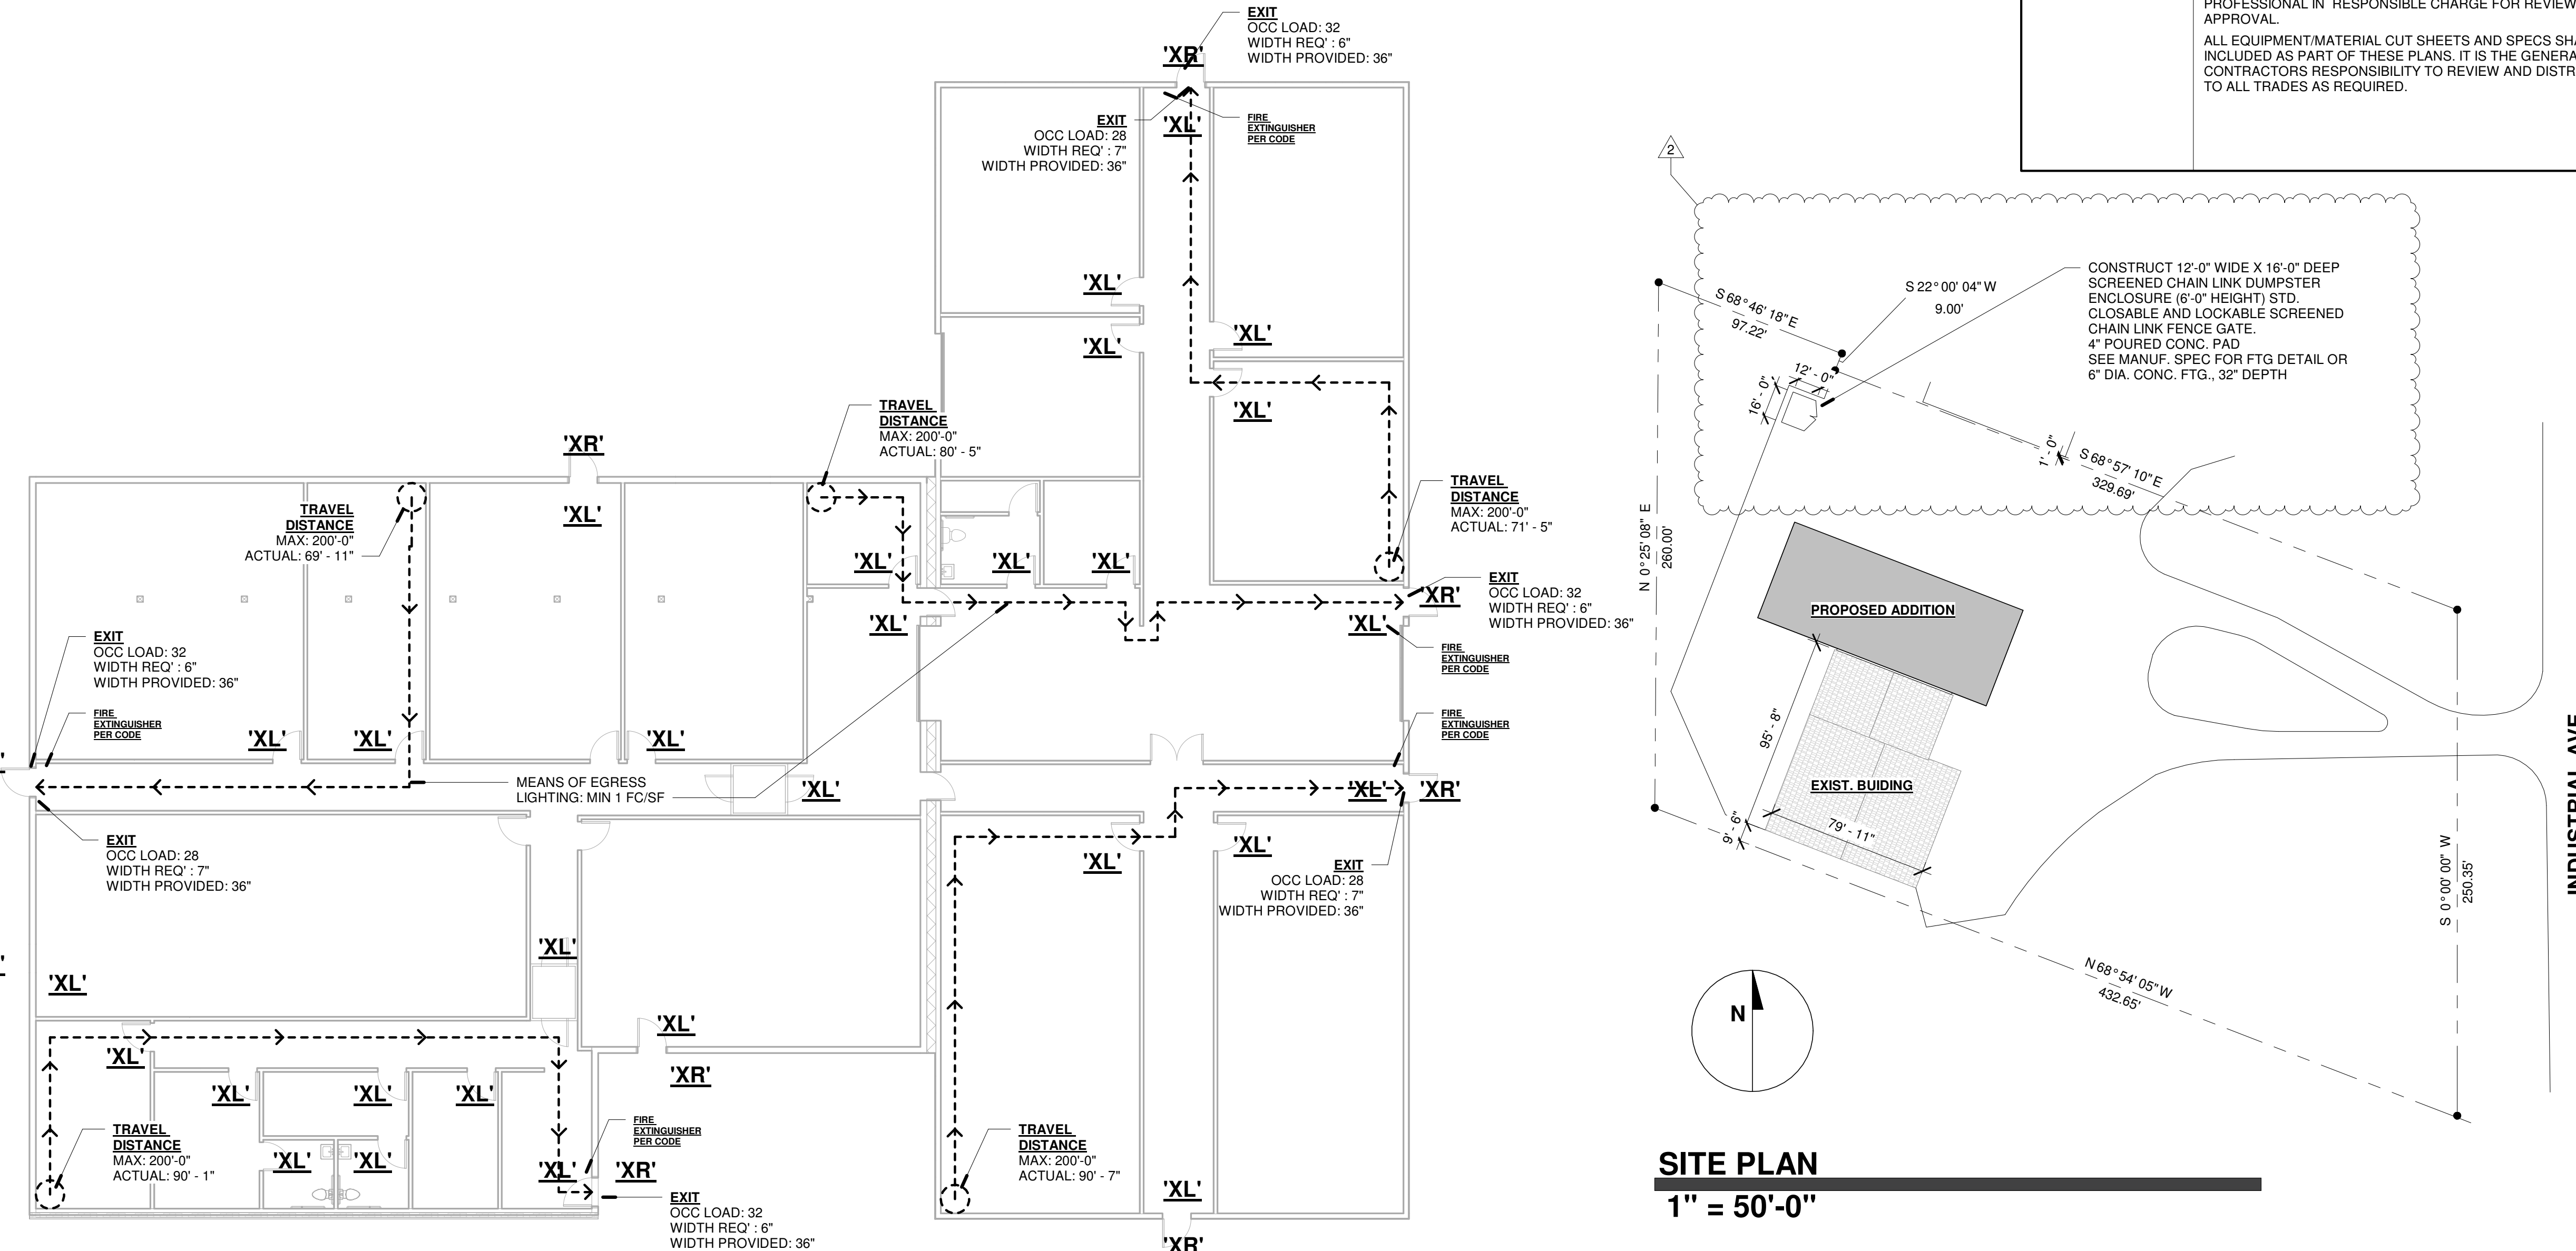 EXIT
OCC LOAD: 32
WIDTH REQ' : 6"
WIDTH PROVIDED: 36"
'XR'
EXIT
OCC LOAD: 28
WIDTH REQ' : 7"
WIDTH PROVIDED: 36"
'XL'
FIRE
EXTINGUISHER
PER CODE
'XL'
'XL'
'XL'
'XL'
TRAVEL
DISTANCE
MAX: 200'-0"
ACTUAL: 80' - 5"
'XR'
'XL'
TRAVEL
DISTANCE
MAX: 200'-0"
ACTUAL: 69' - 11"
TRAVEL
DISTANCE
MAX: 200'-0"
ACTUAL: 71' - 5"
'XL'
'XL'
'XL'
EXIT
OCC LOAD: 32
WIDTH REQ' : 6"
WIDTH PROVIDED: 36"
'XR'
'XL'
'XL'
FIRE
EXTINGUISHER
PER CODE
EXIT
OCC LOAD: 32
WIDTH REQ' : 6"
WIDTH PROVIDED: 36"
FIRE
EXTINGUISHER
PER CODE
FIRE
EXTINGUISHER
PER CODE
'XL'
'XL'
'XL'
MEANS OF EGRESS
LIGHTING: MIN 1 FC/SF
'XL'
'XL'
'XR'
EXIT
OCC LOAD: 28
WIDTH REQ' : 7"
WIDTH PROVIDED: 36"
'XL'
'XL'
EXIT
OCC LOAD: 28
WIDTH REQ' : 7"
WIDTH PROVIDED: 36"
'XL'
'XL'
'XL'
'XL'
'XR'
'XL'
'XL'
'XL'
TRAVEL
DISTANCE
MAX: 200'-0"
ACTUAL: 90' - 1"
'XL'
'XL'
FIRE
EXTINGUISHER
PER CODE
'XL'
'XR'
EXIT
OCC LOAD: 32
WIDTH REQ' : 6"
WIDTH PROVIDED: 36"
TRAVEL
DISTANCE
MAX: 200'-0"
ACTUAL: 90' - 7"
'XL'
'XR'
PROFESSIONAL IN RESPONSIBLE CHARGE FOR REVIEW
APPROVAL.
ALL EQUIPMENT/MATERIAL CUT SHEETS AND SPECS SHA
INCLUDED AS PART OF THESE PLANS. IT IS THE GENERA
CONTRACTORS RESPONSIBILITY TO REVIEW AND DISTR
TO ALL TRADES AS REQUIRED.
2
CONSTRUCT 12'-0" WIDE X 16'-0" DEEP
SCREENED CHAIN LINK DUMPSTER
ENCLOSURE (6'-0" HEIGHT) STD.
CLOSABLE AND LOCKABLE SCREENED
CHAIN LINK FENCE GATE.
4" POURED CONC. PAD
SEE MANUF. SPEC FOR FTG DETAIL OR
6" DIA. CONC. FTG., 32" DEPTH
S 22° 00' 04" W
9.00'
S 68° 46' 18" E
97.22'
12' - 0"
16' - 0"
1' - 0"
S 68° 57' 10" E
329.69'
N 0° 25' 08" E
260.00'
PROPOSED ADDITION
95' - 8"
EXIST. BUIDING
79' - 11"
9' - 6"
S 0° 00' 00" W
250.35'
INDUSTRIAL AVE
N 68° 54' 05" W
432.65'
N
SITE PLAN
1" = 50'-0"